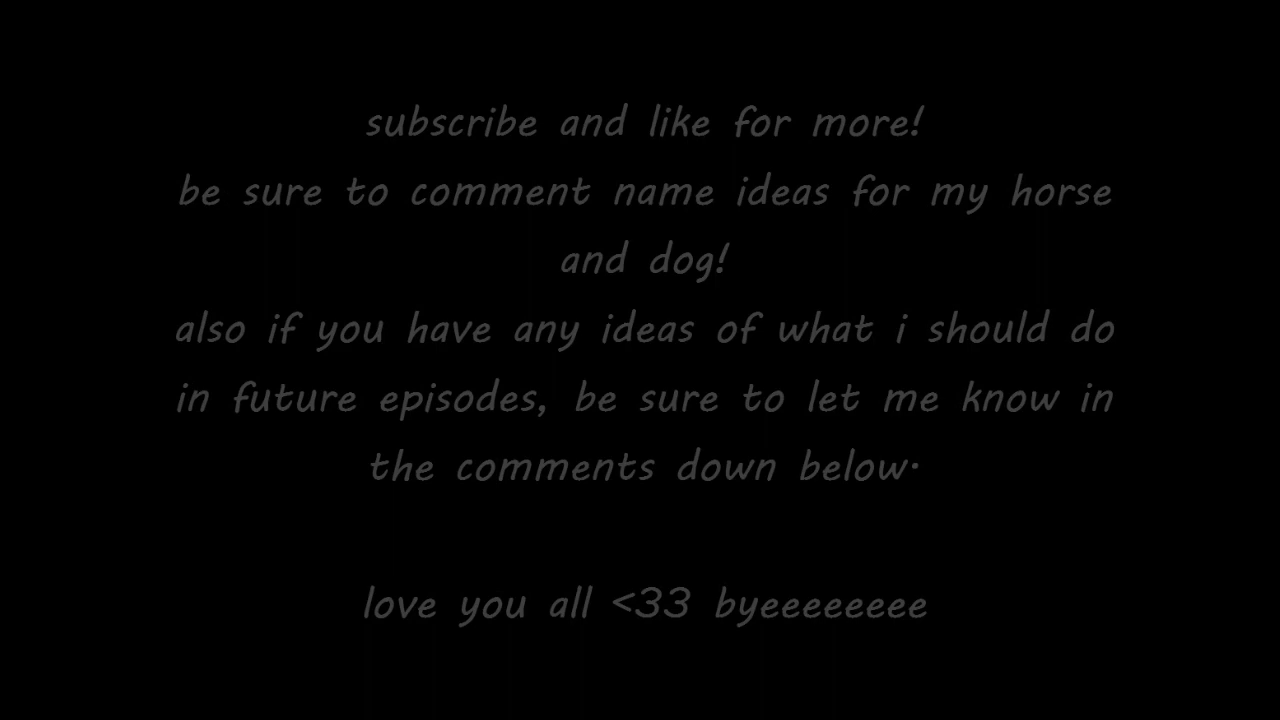 subscribe and like for more!
be sure to comment name ideas for my horse
and dog!
also if you have any ideas of what i should do
in future episodes, be sure to let me know in
the comments down below.

love you all <33 byeeeeeeee